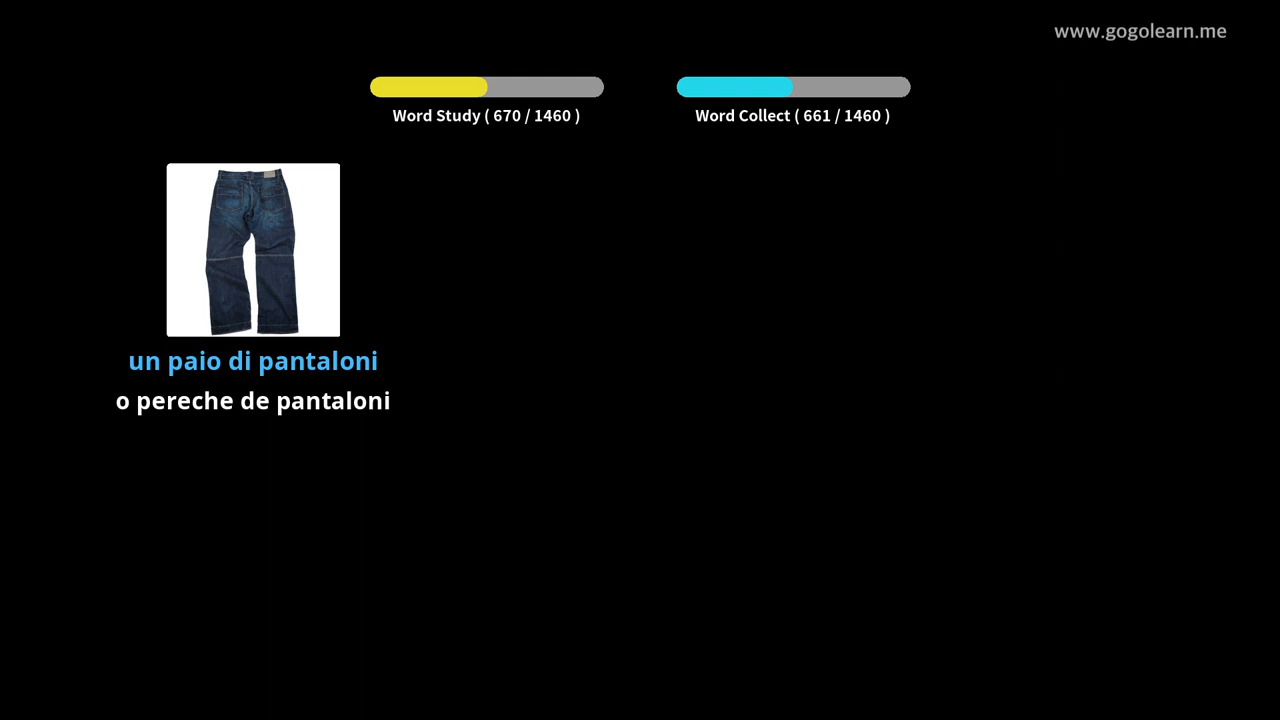 www.gogolearn.me
Word Study ( 670 / 1460 )
Word Collect ( 661 / 1460 )
un paio di pantaloni
o pereche de pantaloni